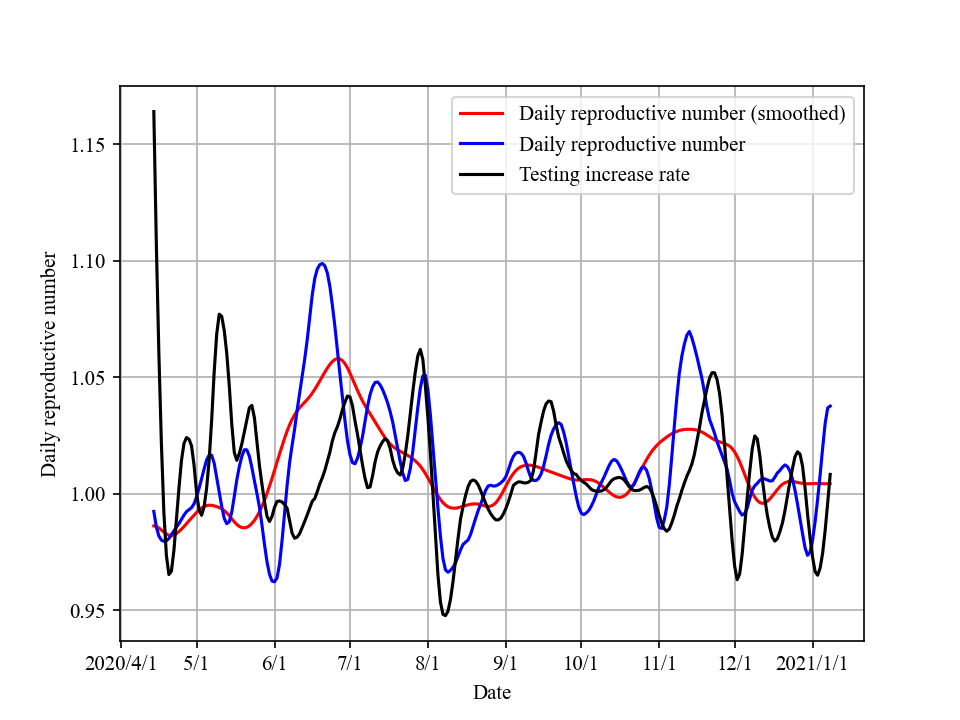 Daily reproductive number (smoothed)
Daily reproductive number
Testing increase rate
1.15
1.10
1.05
1.00
0.95
Daily reproductive number
2020/4/1 5/1 6/1 7/1 8/1 9/1 10/1 11/1 12/1 2021/1/1
Date